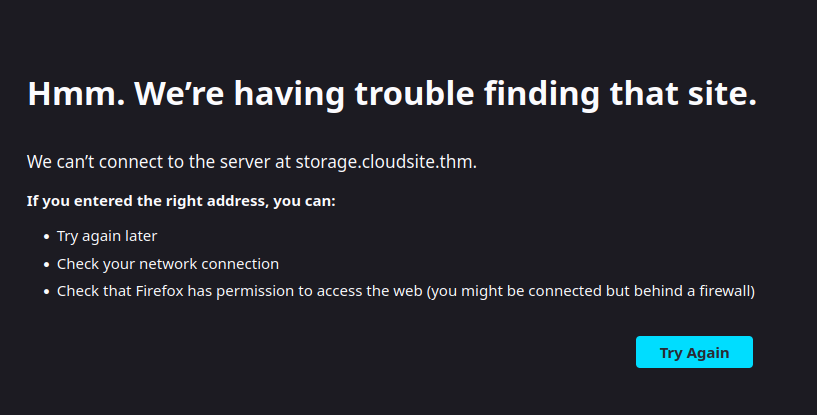 Hmm. We’re having trouble finding that site.
We can’t connect to the server at storage.cloudsite.thm.
If you entered the right address, you can:
• Try again later
• Check your network connection
• Check that Firefox has permission to access the web (you might be connected but behind a firewall)
Try Again